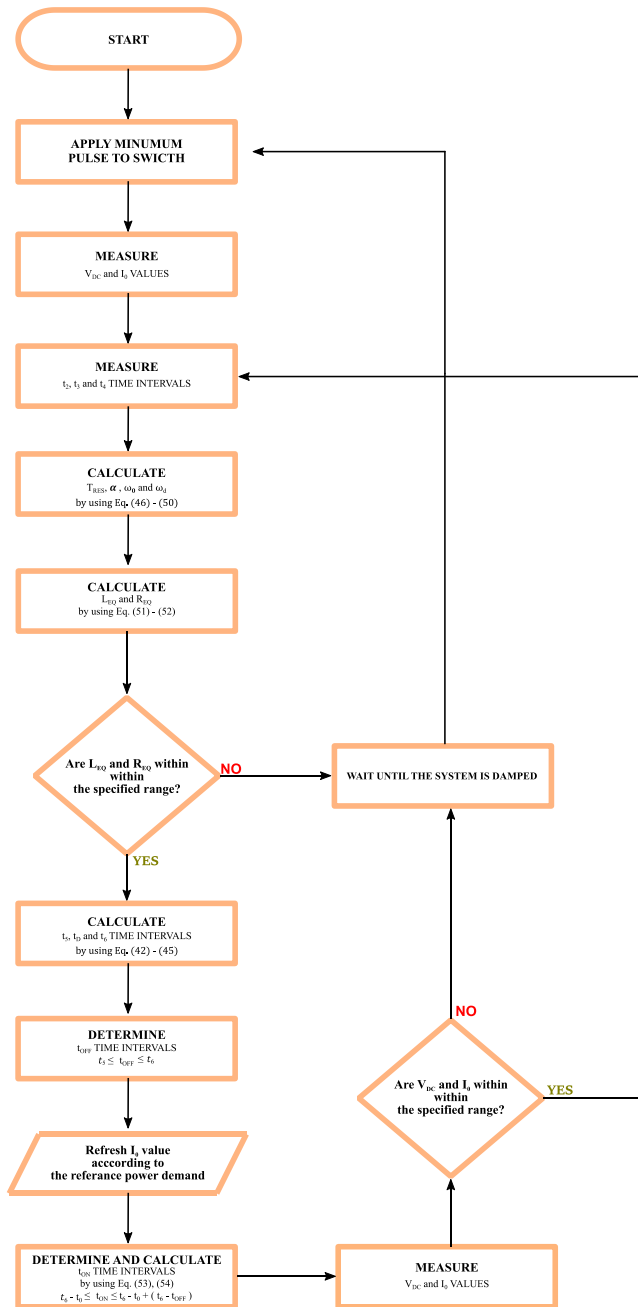 START
APPLY MINUMUM
PULSE TO SWICTH
MEASURE
V_DC and I_0 VALUES
MEASURE
t_2, t_3 and t_4 TIME INTERVALS
CALCULATE
T_RES, α , ω_0 and ω_d
by using Eq. (46) - (50)
CALCULATE
L_EQ and R_EQ
by using Eq. (51) - (52)
Are L_EQ and R_EQ within
within
the specified range?
NO
WAIT UNTIL THE SYSTEM IS DAMPED
YES
CALCULATE
t_5, t_D and t_6 TIME INTERVALS
by using Eq. (42) - (45)
DETERMINE
t_OFF TIME INTERVALS
t_5 ≤ t_OFF ≤ t_6
Refresh I_0 value
acccording to
the referance power demand
DETERMINE AND CALCULATE
t_ON TIME INTERVALS
by using Eq. (53), (54)
t_6 - t_0 ≤ t_ON ≤ t_6 - t_0 + ( t_6 - t_OFF )
MEASURE
V_DC and I_0 VALUES
Are V_DC and I_0 within
within
the specified range?
NO
YES